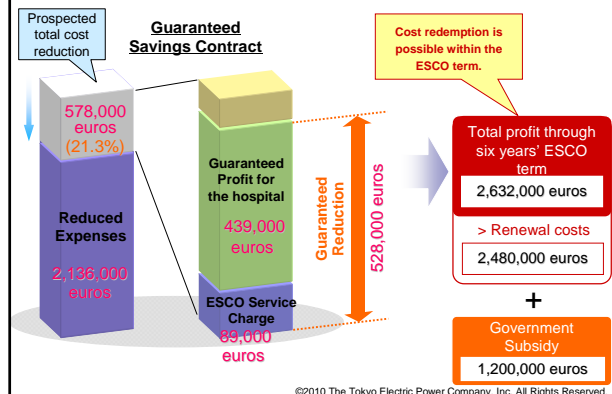 Prospected
total cost
reduction
Guaranteed
Savings Contract
Cost redemption is
possible within the
ESCO term.
578,000
euros
(21.3%)
Reduced
Expenses
2,136,000
euros
Guaranteed
Profit for
the hospital
439,000
euros
ESCO Service
Charge
89,000
euros
Guaranteed
Reduction
528,000 euros
Total profit through
six years' ESCO
term
2,632,000 euros
> Renewal costs
2,480,000 euros
+
Government
Subsidy
1,200,000 euros
©2010 The Tokyo Electric Power Company, Inc. All Rights Reserved.